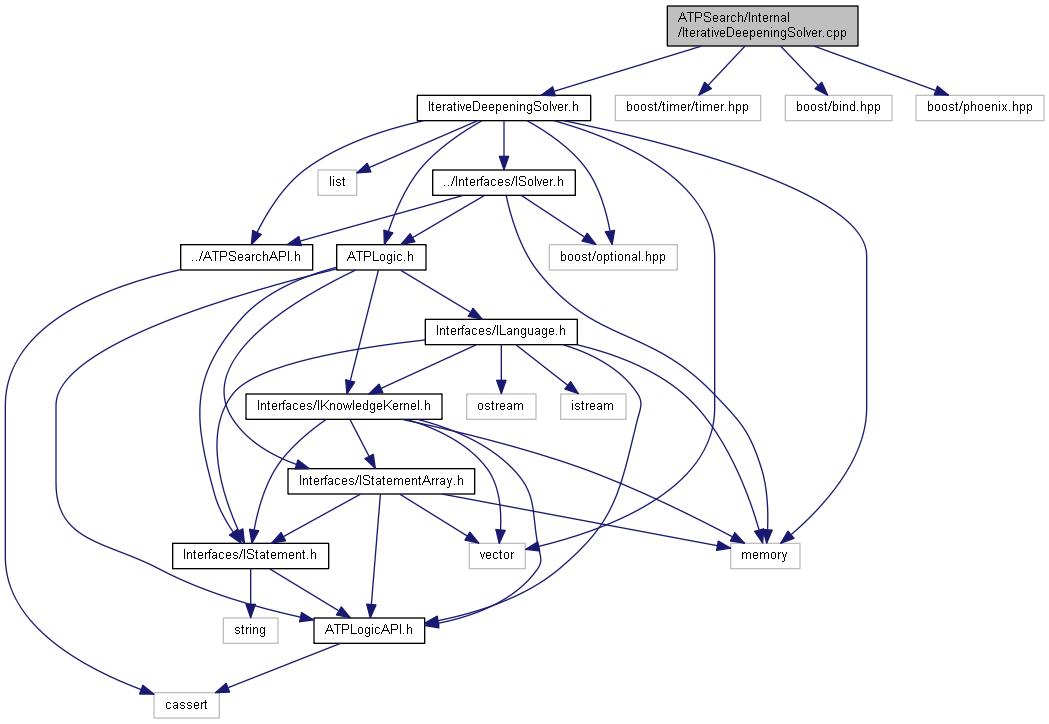 ATPSearch/Internal
/IterativeDeepeningSolver.cpp
IterativeDeepeningSolver.h
boost/timer/timer.hpp
boost/bind.hpp
boost/phoenix.hpp
list
../Interfaces/ISolver.h
../ATPSearchAPI.h
ATPLogic.h
boost/optional.hpp
Interfaces/ILanguage.h
Interfaces/IKnowledgeKernel.h
ostream
istream
Interfaces/IStatementArray.h
Interfaces/IStatement.h
vector
memory
string
ATPLogicAPI.h
cassert